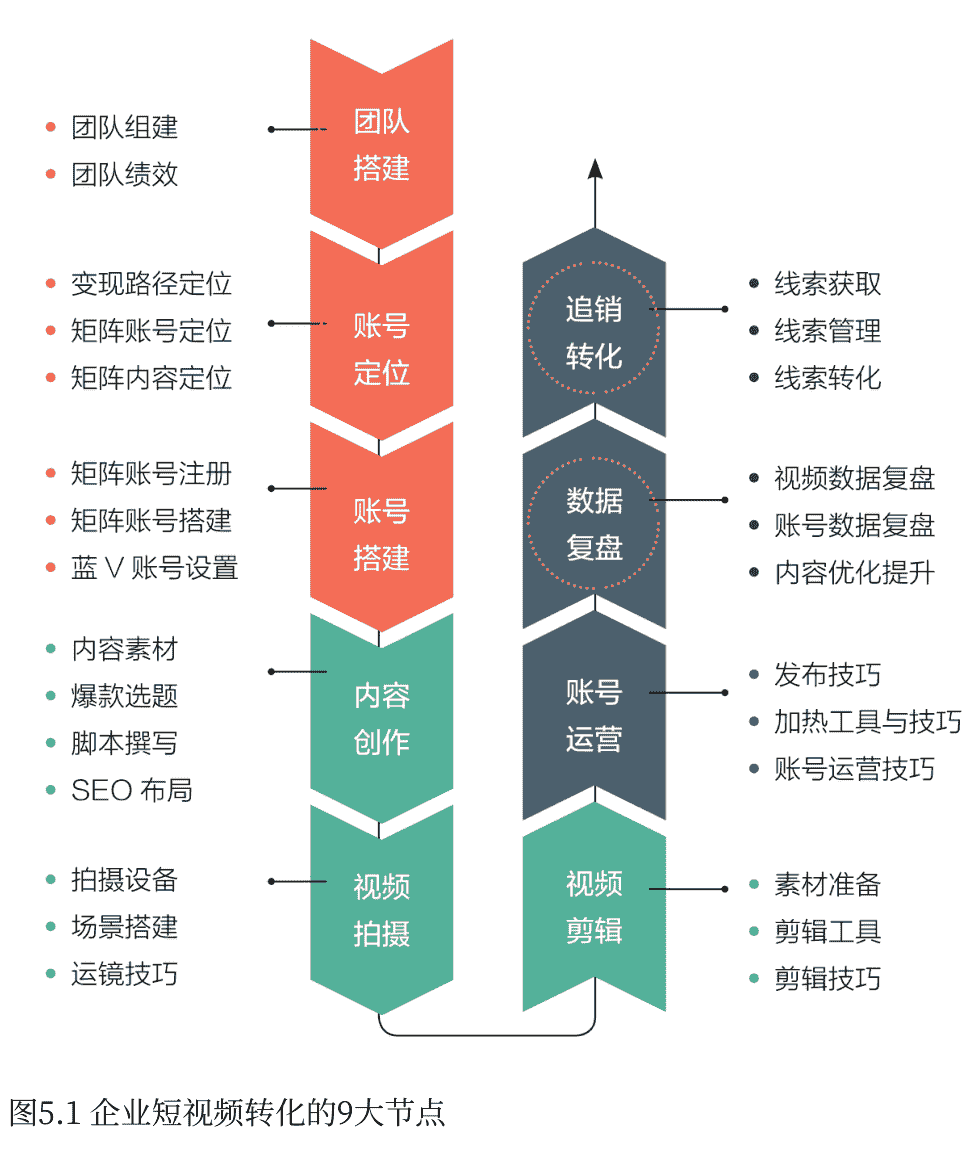 团队组建
团队绩效
团队
搭建
变现路径定位
矩阵账号定位
矩阵内容定位
账号
定位
矩阵账号注册
矩阵账号搭建
蓝 V 账号设置
账号
搭建
内容素材
爆款选题
脚本撰写
SEO 布局
内容
创作
拍摄设备
场景搭建
运镜技巧
视频
拍摄
视频
剪辑
素材准备
剪辑工具
剪辑技巧
账号
运营
发布技巧
加热工具与技巧
账号运营技巧
数据
复盘
视频数据复盘
账号数据复盘
内容优化提升
追销
转化
线索获取
线索管理
线索转化
图5.1 企业短视频转化的9大节点